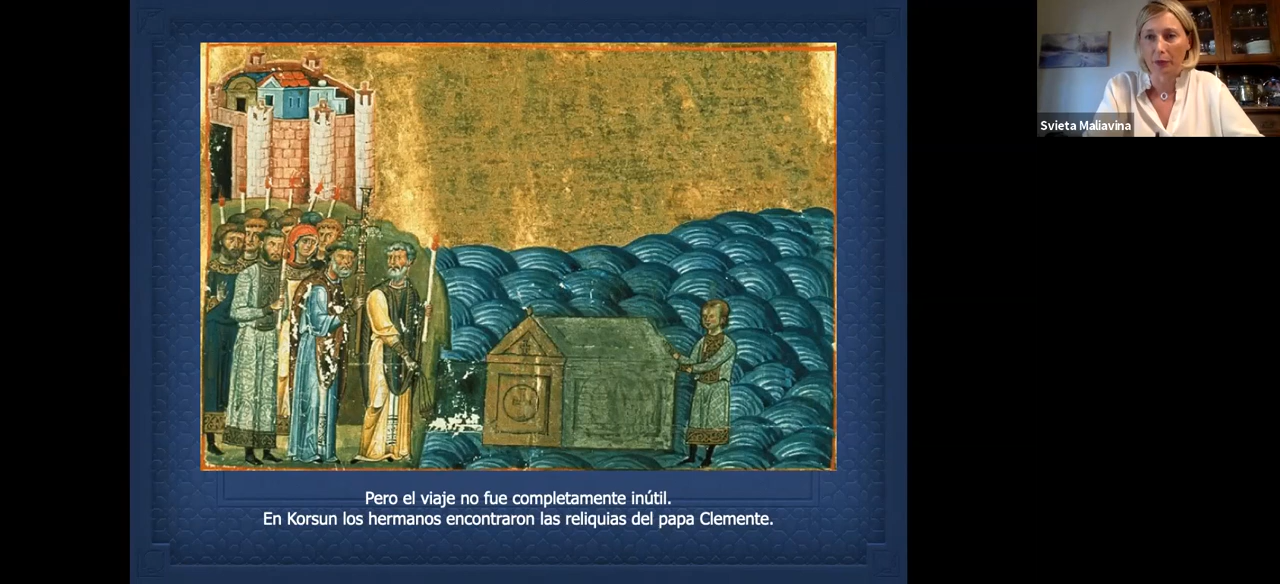 Svieta Maliavina
Pero el viaje no fue completamente inútil.
En Korsun los hermanos encontraron las reliquias del papa Clemente.